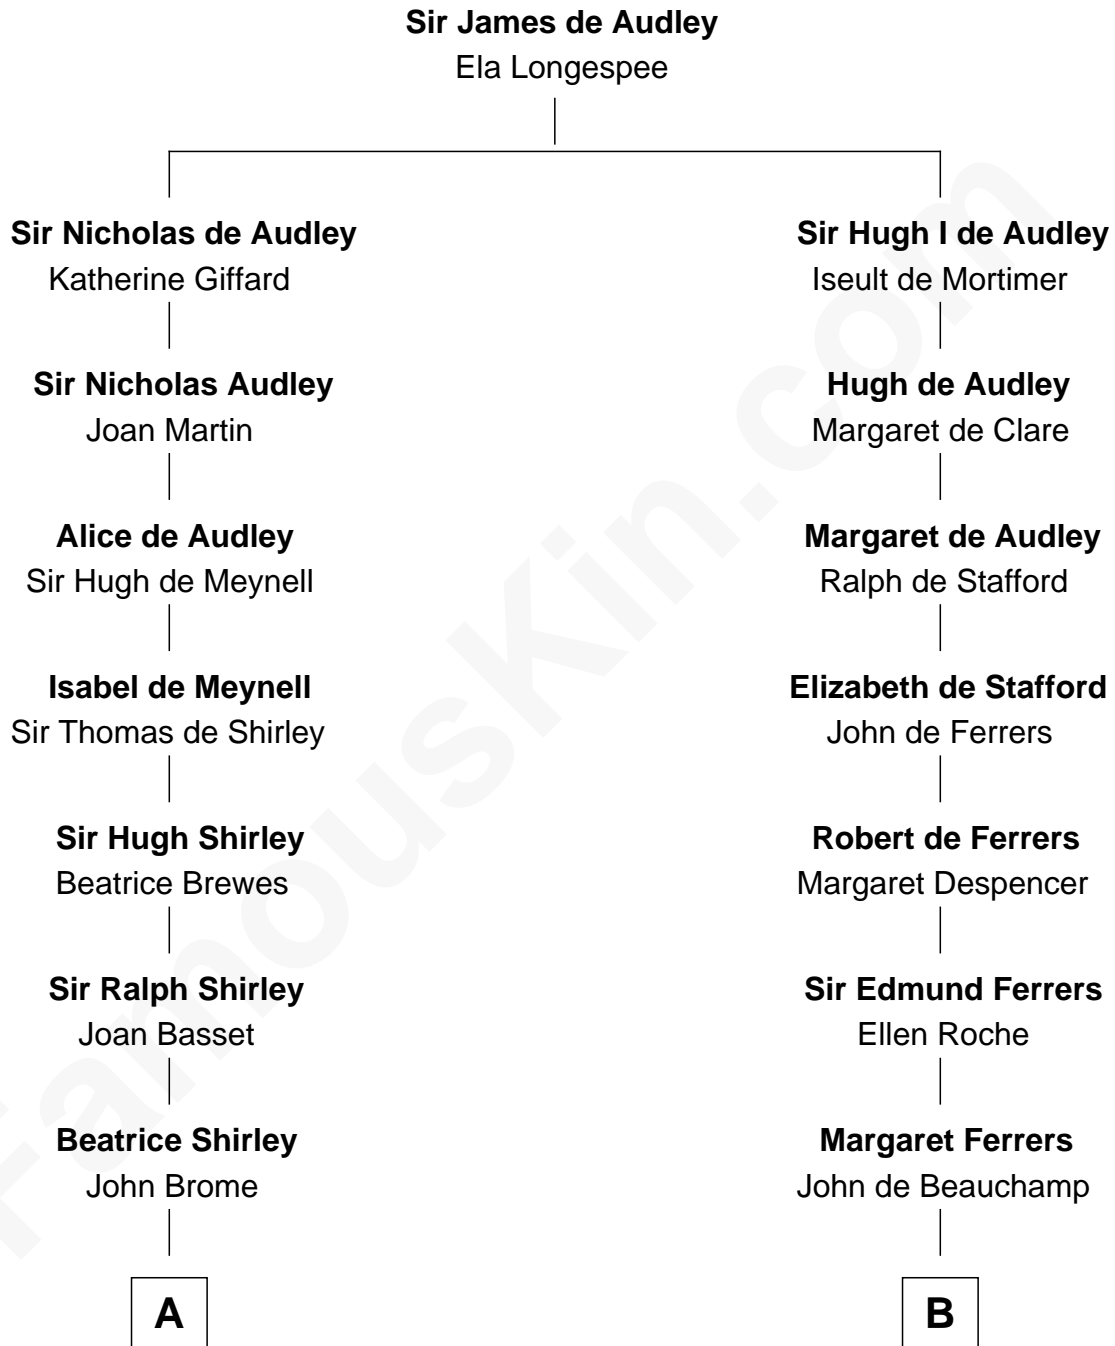 Sir James de Audley
Ela Longespee
Sir Nicholas de Audley
Katherine Giffard
Sir Hugh I de Audley
Iseult de Mortimer
Sir Nicholas Audley
Joan Martin
Hugh de Audley
Margaret de Clare
Alice de Audley
Sir Hugh de Meynell
Margaret de Audley
Ralph de Stafford
Isabel de Meynell
Sir Thomas de Shirley
Elizabeth de Stafford
John de Ferrers
Sir Hugh Shirley
Beatrice Brewes
Robert de Ferrers
Margaret Despencer
Sir Ralph Shirley
Joan Basset
Sir Edmund Ferrers
Ellen Roche
Beatrice Shirley
John Brome
Margaret Ferrers
John de Beauchamp
A
B
FamousKin.com